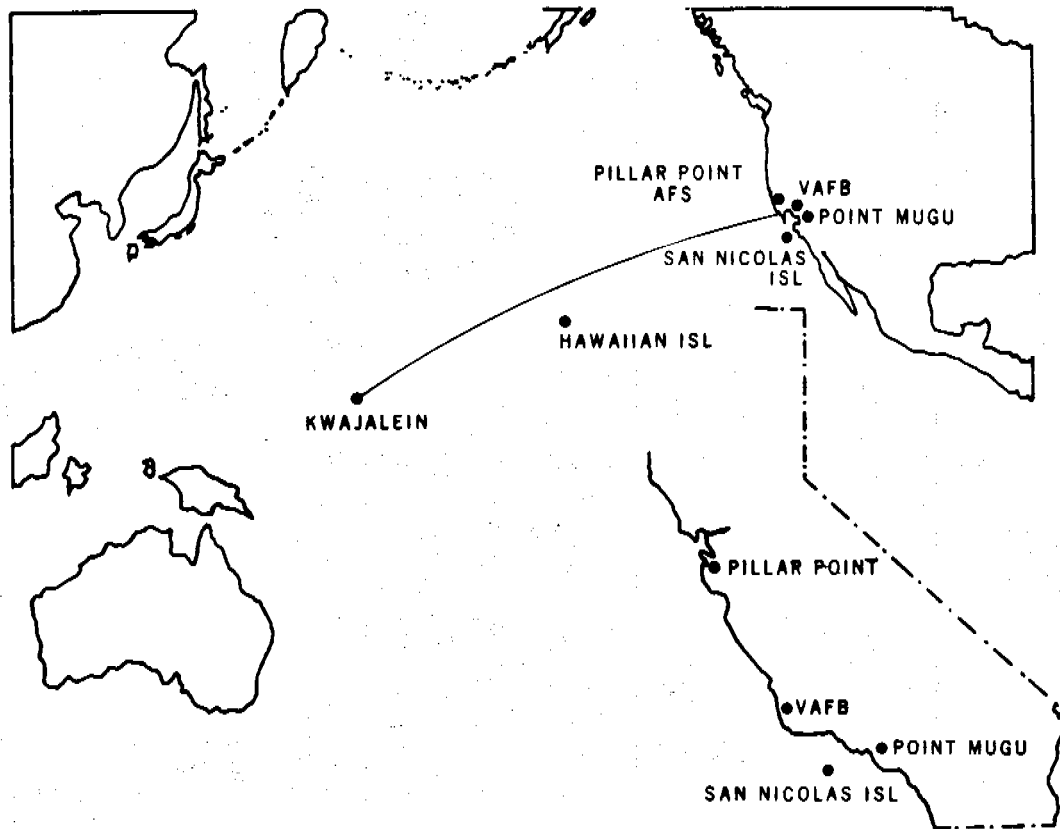 PILLAR POINT
AFS
VAFB
POINT MUGU
SAN NICOLAS
ISL
HAWAIIAN ISL
KWAJALEIN
PILLAR POINT
VAFB
POINT MUGU
SAN NICOLAS ISL